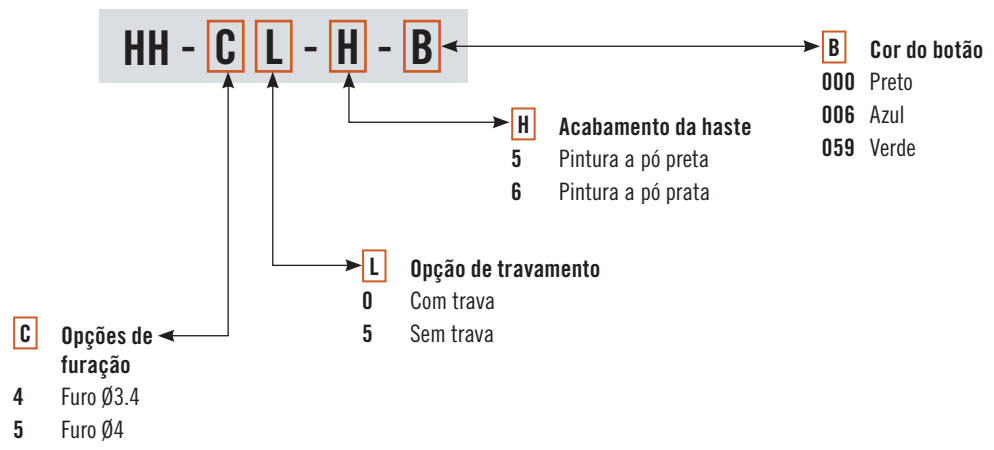 HH - C L - H - B
B Cor do botão
000 Preto
006 Azul
059 Verde
H Acabamento da haste
5 Pintura a pó preta
6 Pintura a pó prata
L Opção de travamento
0 Com trava
5 Sem trava
C Opções de
furação
4 Furo Ø3.4
5 Furo Ø4